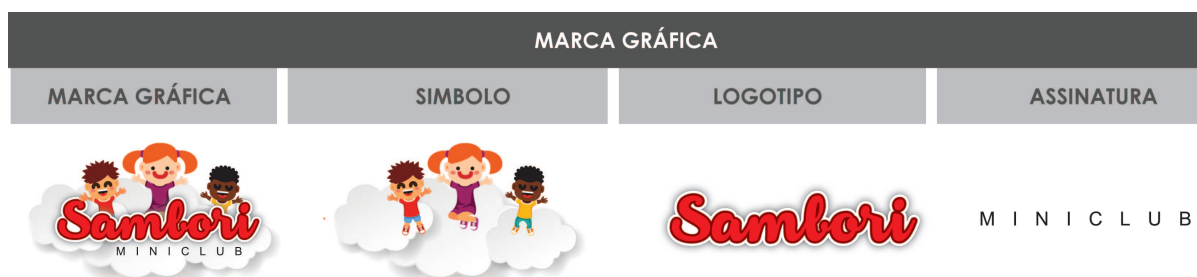 MARCA GRÁFICA
MARCA GRÁFICA SIMBOLO LOGOTIPO ASSINATURA
Sambori
MINICLUB
Sambori
MINICLUB